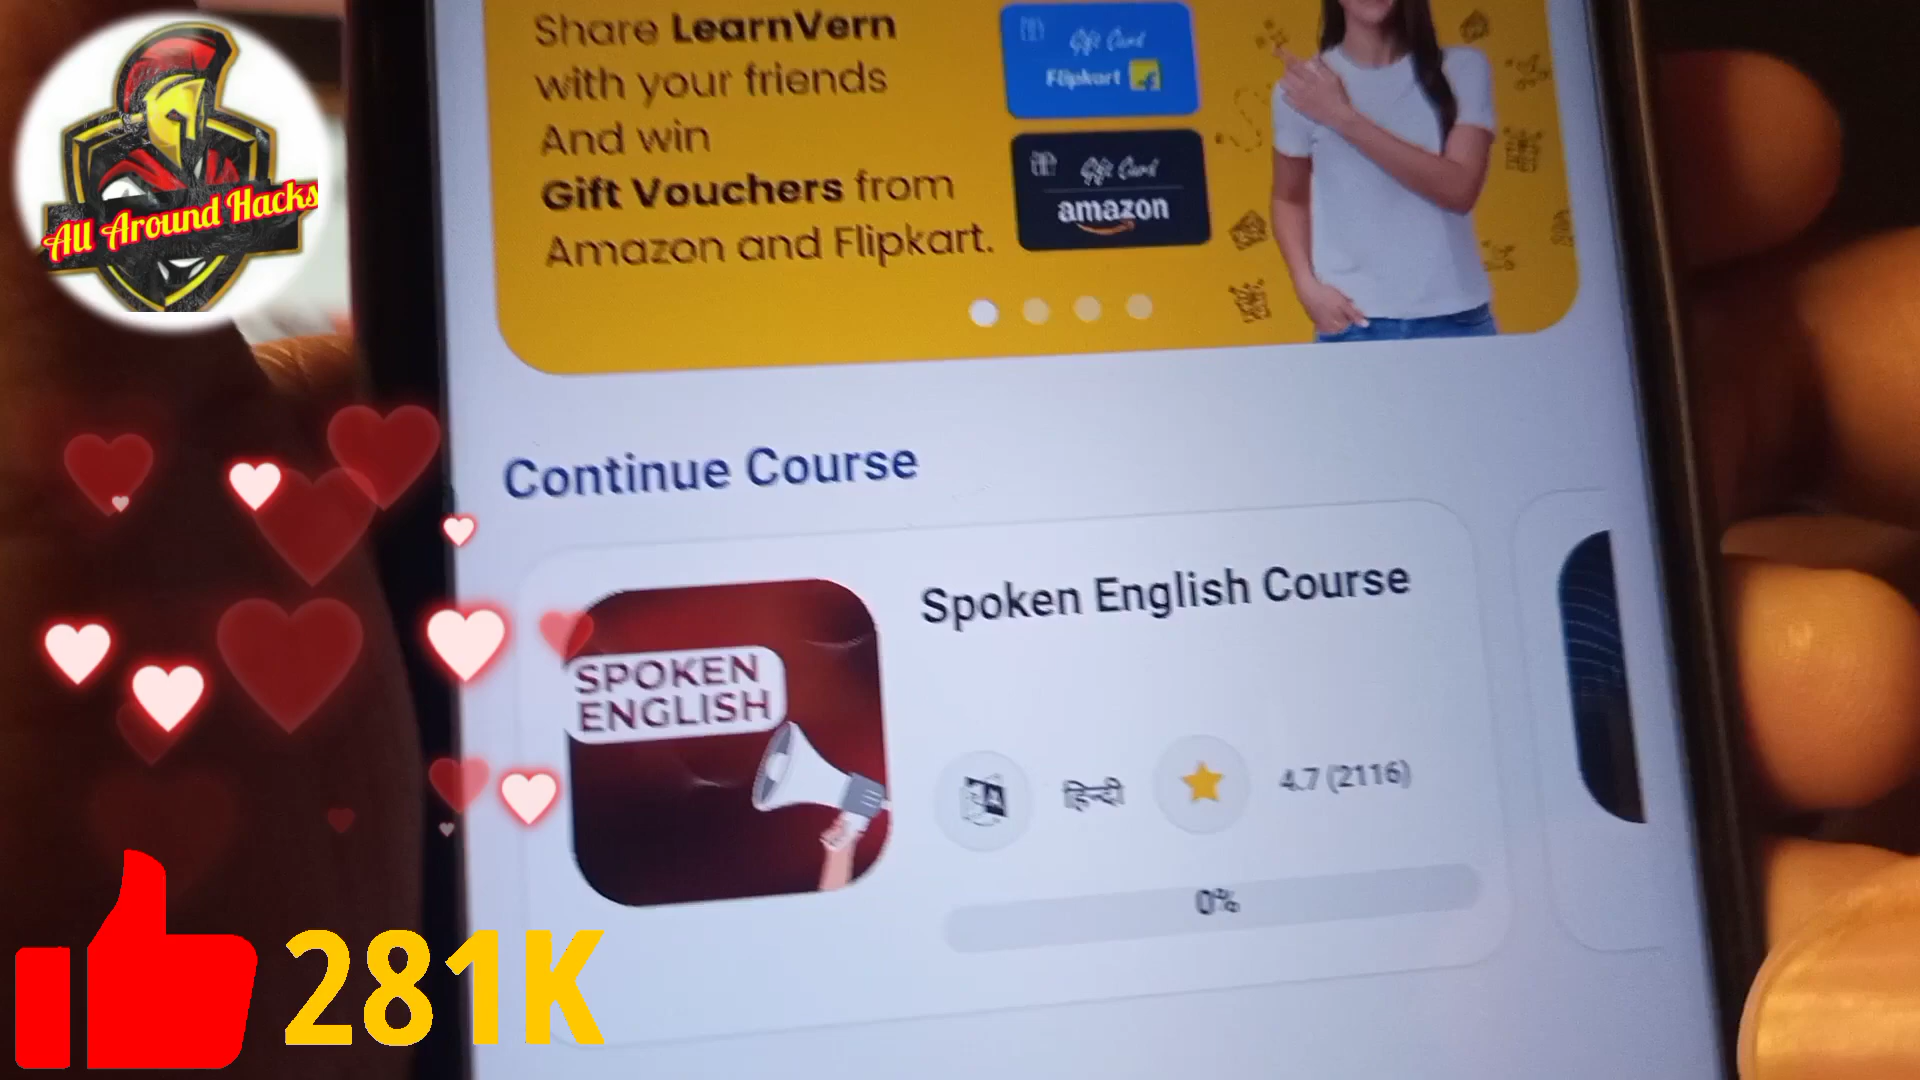 All Around Hacks
Share LearnVern
with your friends
And win
Gift Vouchers from
Amazon and Flipkart.
Gift Card
Flipkart
Gift Card
amazon
Continue Course
SPOKEN
ENGLISH
Spoken English Course
हिन्दी
4.7 (2116)
0%
281K